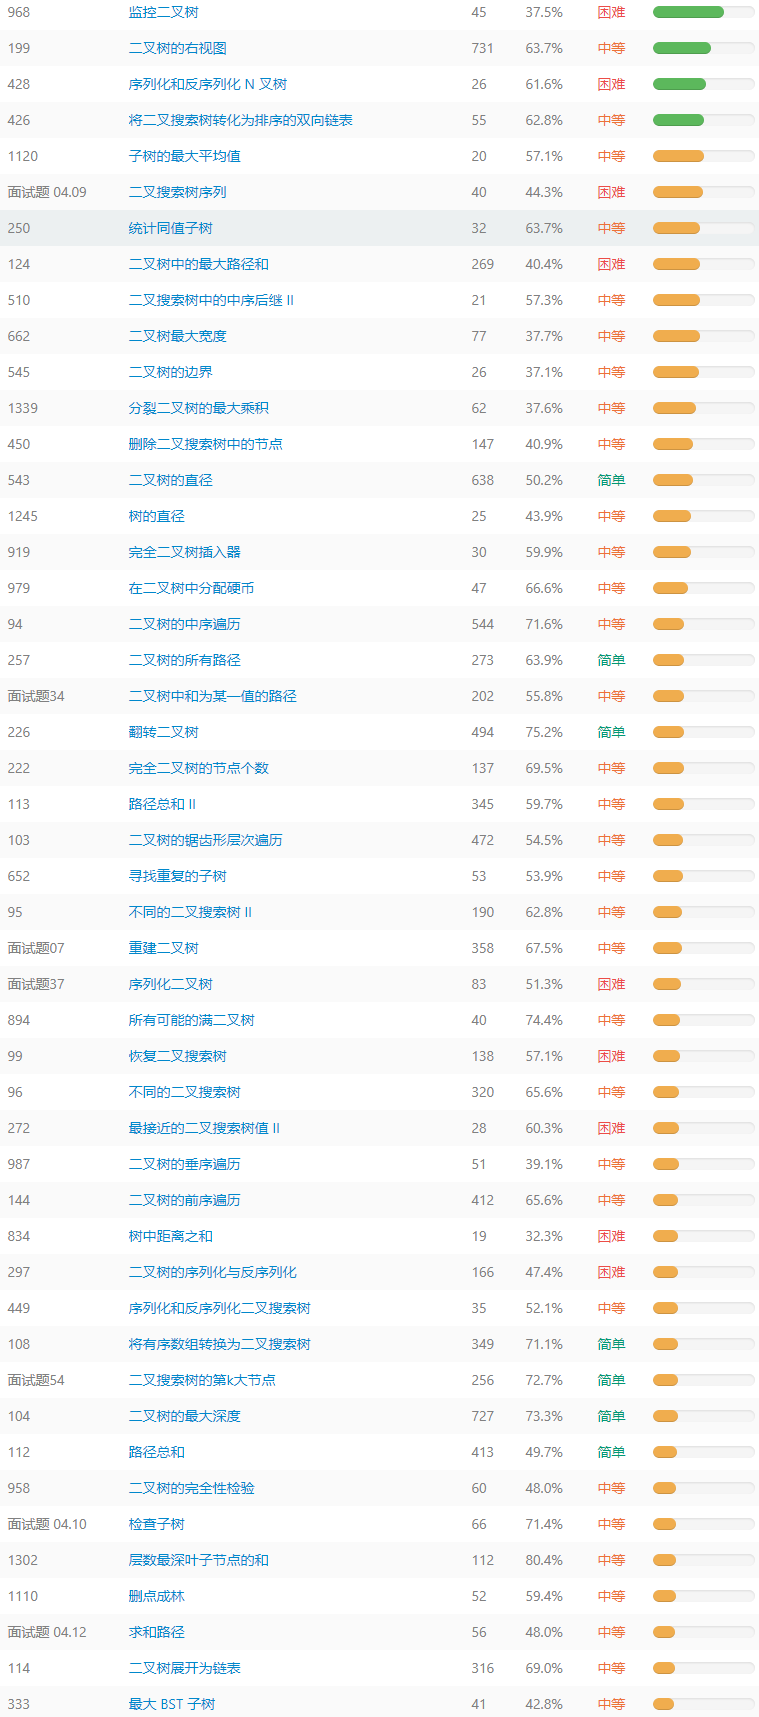 968 监控二叉树 45 37.5% 困难
199 二叉树的右视图 731 63.7% 中等
428 序列化和反序列化 N 叉树 26 61.6% 困难
426 将二叉搜索树转化为排序的双向链表 55 62.8% 中等
1120 子树的最大平均值 20 57.1% 中等
面试题 04.09 二叉搜索树序列 40 44.3% 困难
250 统计同值子树 32 63.7% 中等
124 二叉树中的最大路径和 269 40.4% 困难
510 二叉搜索树中的中序后继 II 21 57.3% 中等
662 二叉树最大宽度 77 37.7% 中等
545 二叉树的边界 26 37.1% 中等
1339 分裂二叉树的最大乘积 62 37.6% 中等
450 删除二叉搜索树中的节点 147 40.9% 中等
543 二叉树的直径 638 50.2% 简单
1245 树的直径 25 43.9% 中等
919 完全二叉树插入器 30 59.9% 中等
979 在二叉树中分配硬币 47 66.6% 中等
94 二叉树的中序遍历 544 71.6% 中等
257 二叉树的所有路径 273 63.9% 简单
面试题34 二叉树中和为某一值的路径 202 55.8% 中等
226 翻转二叉树 494 75.2% 简单
222 完全二叉树的节点个数 137 69.5% 中等
113 路径总和 II 345 59.7% 中等
103 二叉树的锯齿形层次遍历 472 54.5% 中等
652 寻找重复的子树 53 53.9% 中等
95 不同的二叉搜索树 II 190 62.8% 中等
面试题07 重建二叉树 358 67.5% 中等
面试题37 序列化二叉树 83 51.3% 困难
894 所有可能的满二叉树 40 74.4% 中等
99 恢复二叉搜索树 138 57.1% 困难
96 不同的二叉搜索树 320 65.6% 中等
272 最接近的二叉搜索树值 II 28 60.3% 困难
987 二叉树的垂序遍历 51 39.1% 中等
144 二叉树的前序遍历 412 65.6% 中等
834 树中距离之和 19 32.3% 困难
297 二叉树的序列化与反序列化 166 47.4% 困难
449 序列化和反序列化二叉搜索树 35 52.1% 中等
108 将有序数组转换为二叉搜索树 349 71.1% 简单
面试题54 二叉搜索树的第k大节点 256 72.7% 简单
104 二叉树的最大深度 727 73.3% 简单
112 路径总和 413 49.7% 简单
958 二叉树的完全性检验 60 48.0% 中等
面试题 04.10 检查子树 66 71.4% 中等
1302 层数最深叶子节点的和 112 80.4% 中等
1110 删点成林 52 59.4% 中等
面试题 04.12 求和路径 56 48.0% 中等
114 二叉树展开为链表 316 69.0% 中等
333 最大 BST 子树 41 42.8% 中等